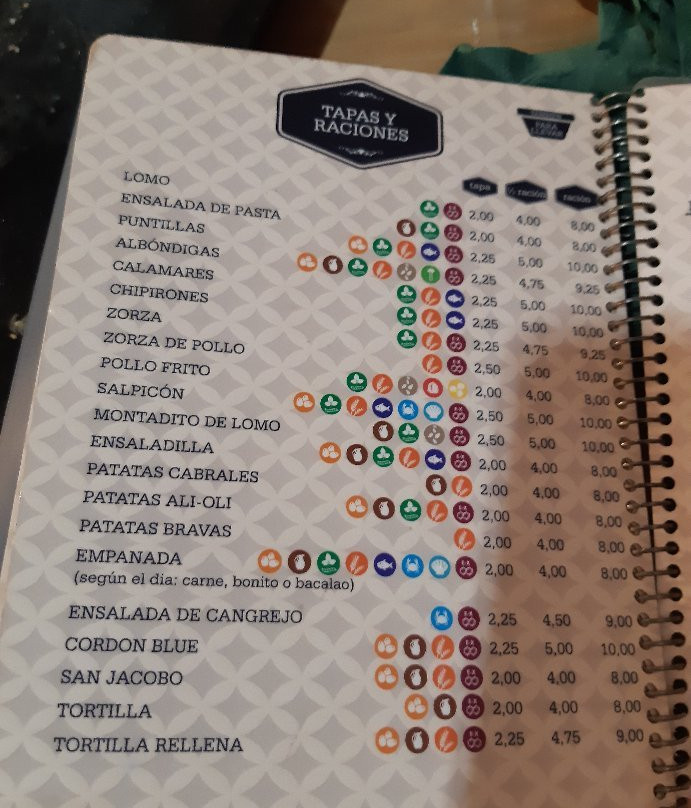 TAPAS Y
RACIONES
PARA
LLEVAR
tapa ½ ración ración
LOMO 2,00 4,00 8,00
ENSALADA DE PASTA 2,00 4,00 8,00
PUNTILLAS 2,25 5,00 10,00
ALBÓNDIGAS 2,25 4,75 9,25
CALAMARES 2,25 5,00 10,00
CHIPIRONES 2,25 5,00 10,00
ZORZA 2,25 4,75 9,25
ZORZA DE POLLO 2,50 5,00 10,00
POLLO FRITO 2,00 4,00 8,00
SALPICÓN 2,50 5,00 10,00
MONTADITO DE LOMO 2,50 5,00 10,00
ENSALADILLA 2,00 4,00 8,00
PATATAS CABRALES 2,00 4,00 8,00
PATATAS ALI-OLI 2,00 4,00 8,00
PATATAS BRAVAS 2,00 4,00 8,00
EMPANADA 2,00 4,00 8,00
(según el dia: carne, bonito o bacalao)
ENSALADA DE CANGREJO 2,25 4,50 9,00
CORDON BLUE 2,25 5,00 10,00
SAN JACOBO 2,00 4,00 8,00
TORTILLA 2,00 4,00 8,00
TORTILLA RELLENA 2,25 4,75 9,00